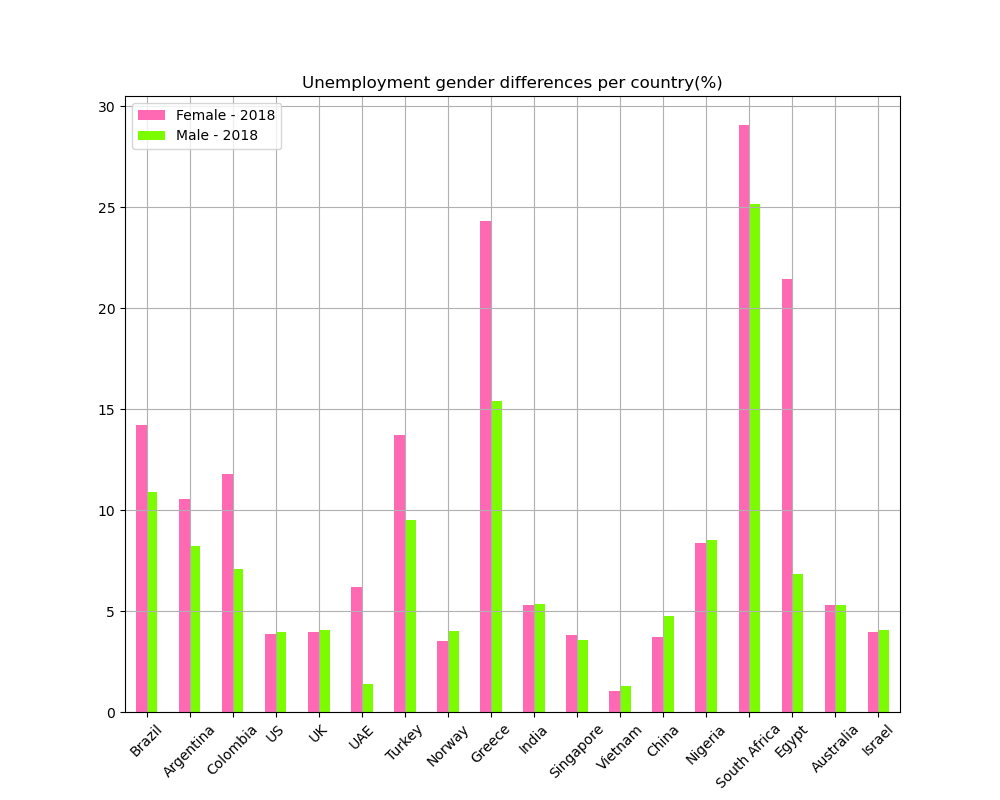 Unemployment gender differences per country(%)
Female - 2018
Male - 2018
30
25
20
15
10
5
0
Brazil
Argentina
Colombia
US
UK
UAE
Turkey
Norway
Greece
India
Singapore
Vietnam
China
Nigeria
South Africa
Egypt
Australia
Israel